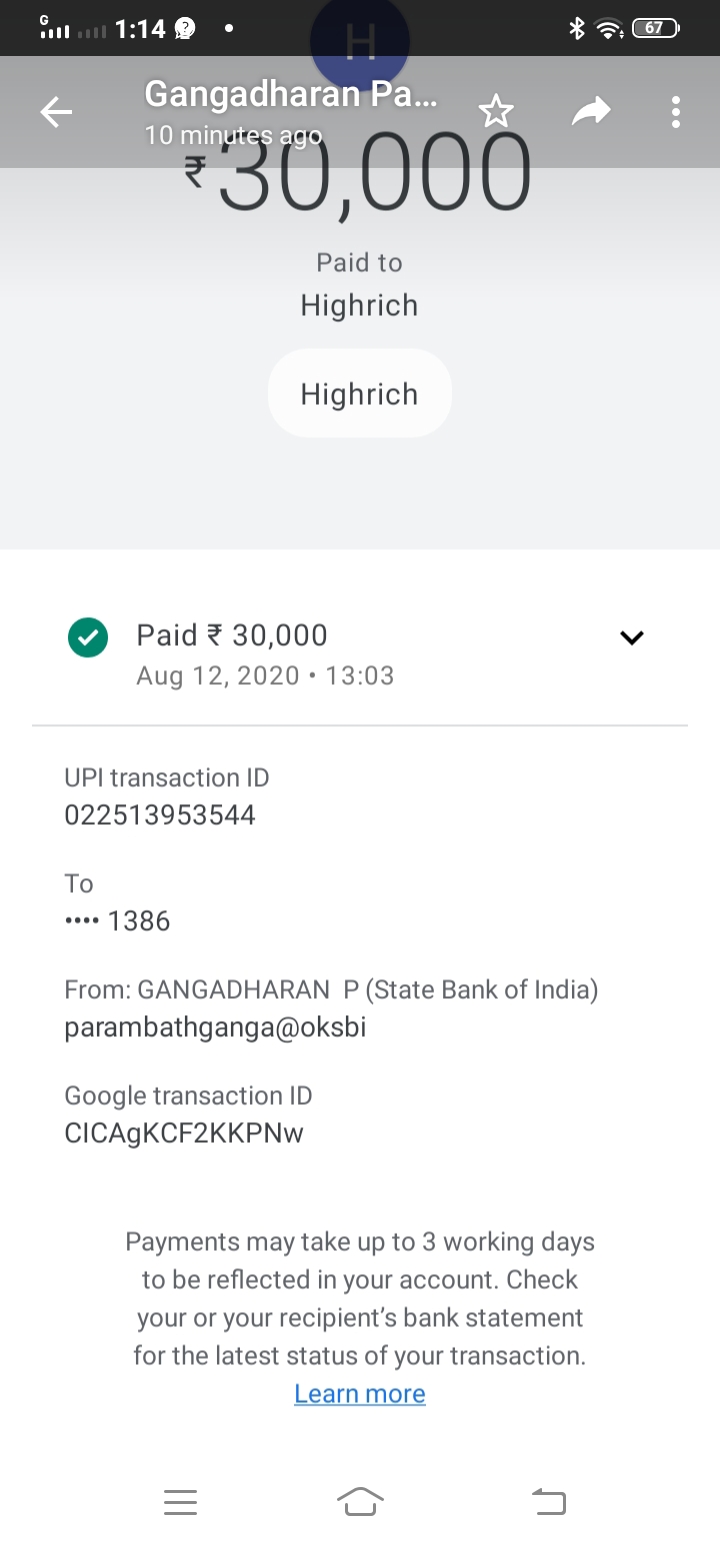 G 1:14 67
H
Gangadharan Pa...
10 minutes ago
₹30,000
Paid to
Highrich
Highrich
Paid ₹ 30,000
Aug 12, 2020 • 13:03
UPI transaction ID
022513953544
To
•••• 1386
From: GANGADHARAN  P (State Bank of India)
parambathganga@oksbi
Google transaction ID
CICAgKCF2KKPNw
Payments may take up to 3 working days
to be reflected in your account. Check
your or your recipient’s bank statement
for the latest status of your transaction.
Learn more